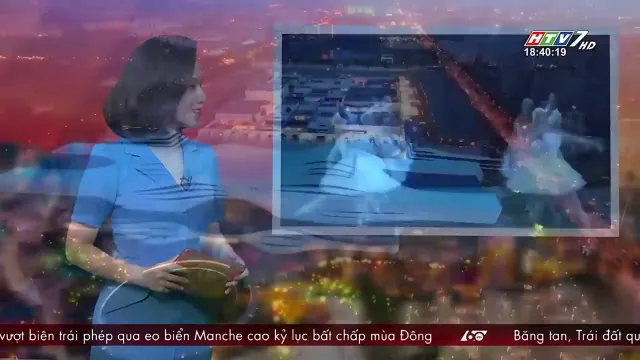 HTV7 HD
18:40:19
vượt biên trái phép qua eo biển Manche cao kỷ lục bất chấp mùa Đông 60 Băng tan, Trái đất qu